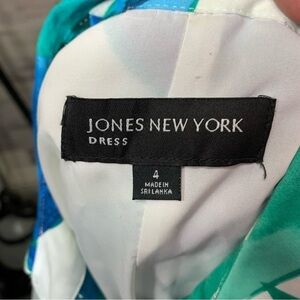 JONES NEW YORK
DRESS
4
MADE IN
SRI LANKA